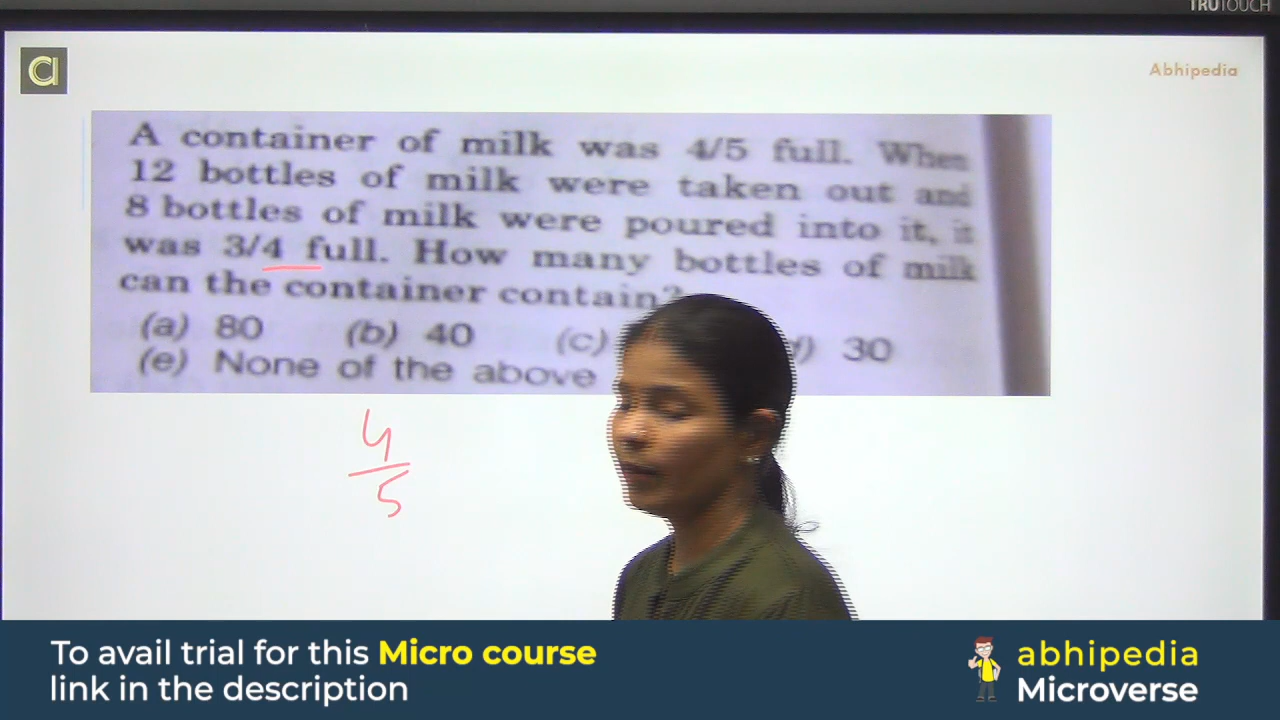 TRUTOUCH
a
Abhipedia
A container of milk was 4/5 full. When
12 bottles of milk were taken out and
8 bottles of milk were poured into it, it
was 3/4 full. How many bottles of milk
can the container contain?
(a) 80 (b) 40 (c) 30
(e) None of the above
4
5
To avail trial for this Micro course
link in the description
abhipedia
Microverse